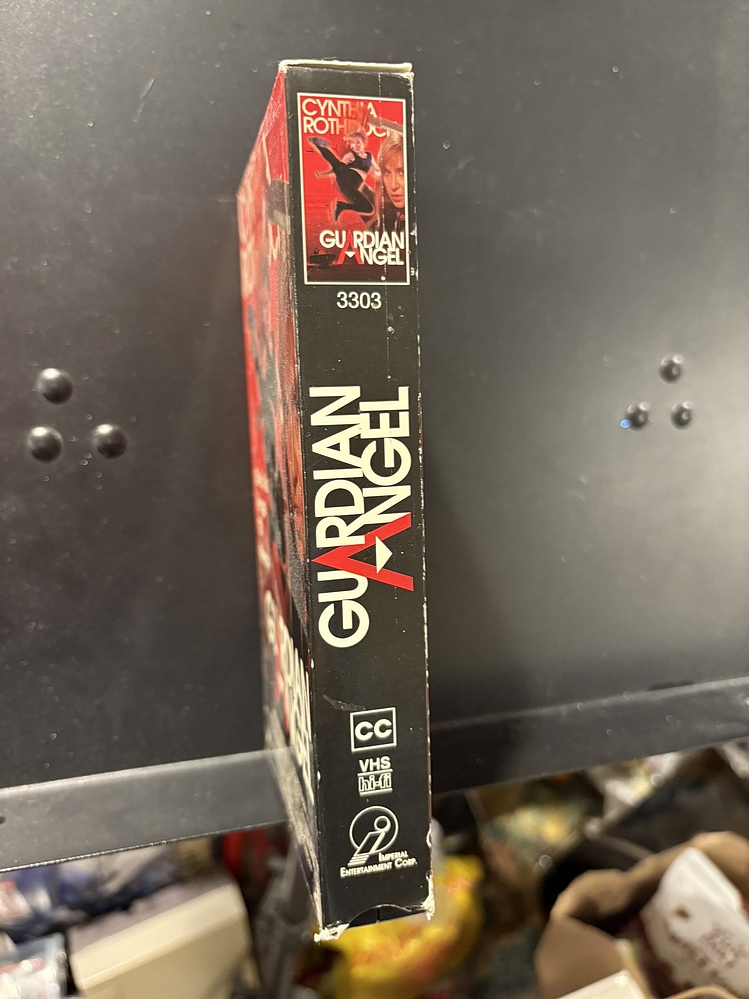 CYNTHIA
ROTHROCK
GUARDIAN
ANGEL
3303
GUARDIAN
ANGEL
CC
VHS
hi-fi
IMPERIAL
ENTERTAINMENT CORP.